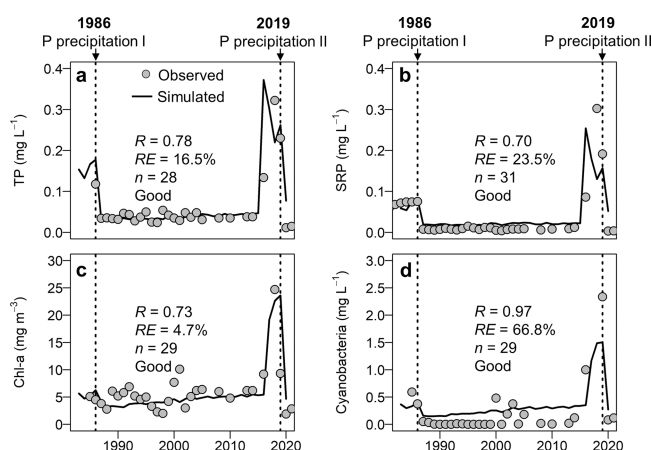 1986
P precipitation I
2019
P precipitation II
1986
P precipitation I
2019
P precipitation II
a
Observed
Simulated
R = 0.78
RE = 16.5%
n = 28
Good
TP (mg L⁻¹)
0.4
0.3
0.2
0.1
0.0
b
R = 0.70
RE = 23.5%
n = 31
Good
SRP (mg L⁻¹)
0.4
0.3
0.2
0.1
0.0
c
R = 0.73
RE = 4.7%
n = 29
Good
Chl-a (mg m⁻³)
30
25
20
15
10
5
0
1990 2000 2010 2020
d
R = 0.97
RE = 66.8%
n = 29
Good
Cyanobacteria (mg L⁻¹)
3.0
2.5
2.0
1.5
1.0
0.5
0.0
1990 2000 2010 2020